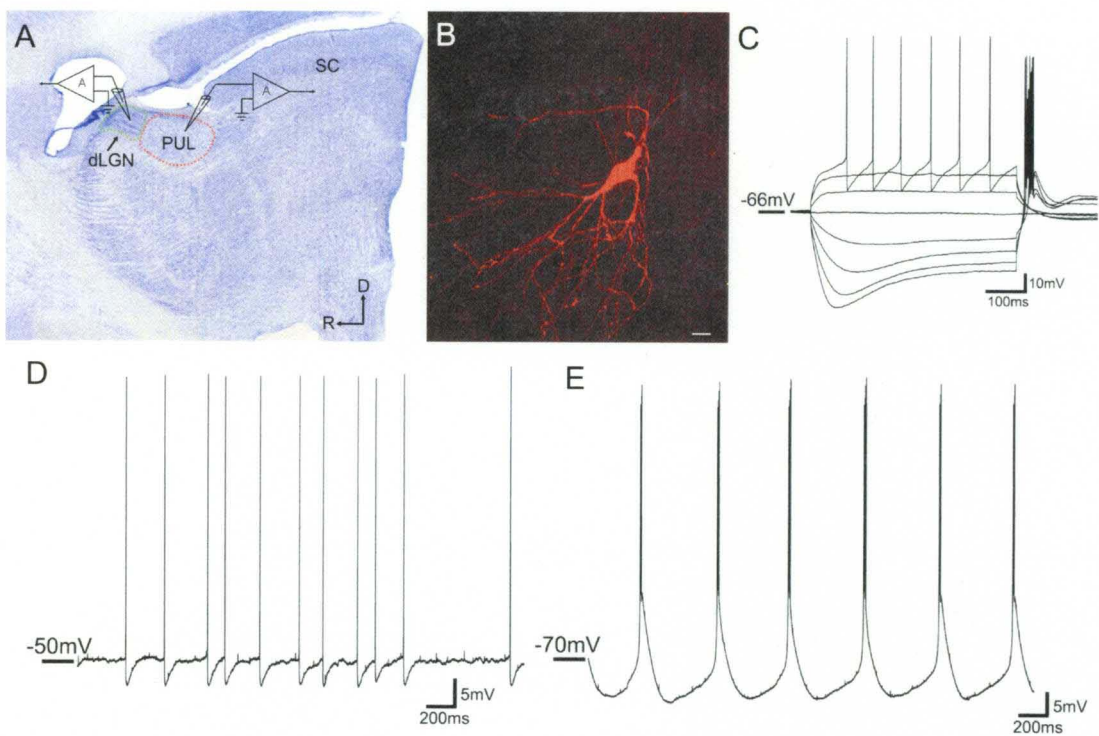 A
A
A
SC
PUL
dLGN
D
R
B
C
-66mV
10mV
100ms
D
-50mV
5mV
200ms
E
-70mV
5mV
200ms